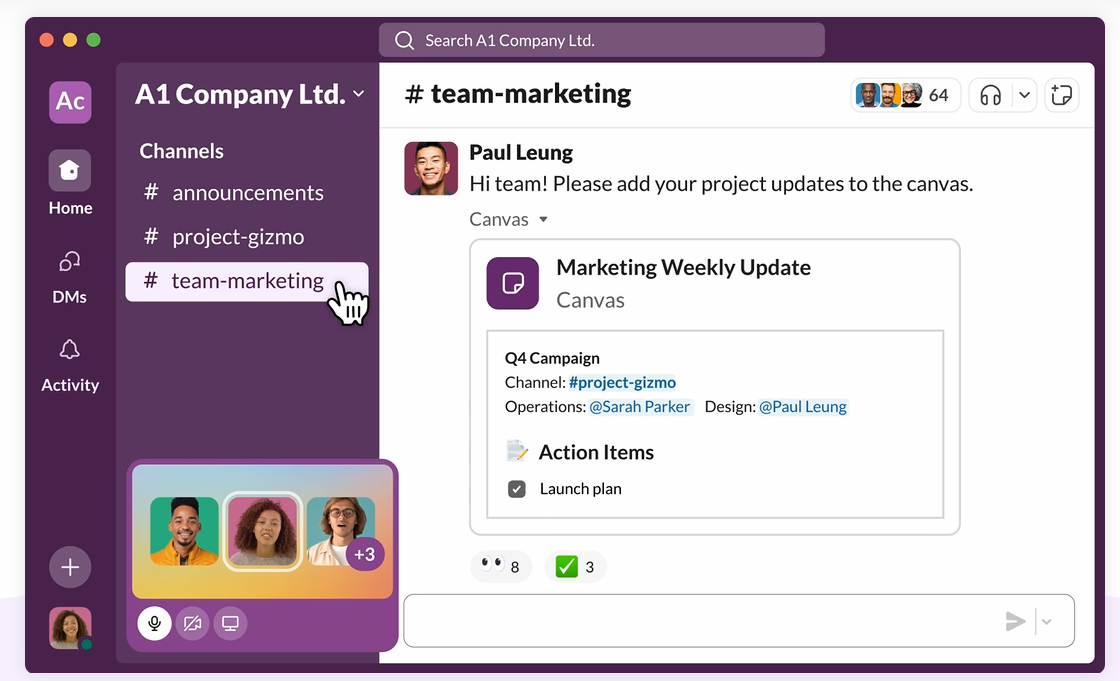 Search A1 Company Ltd.
Ac
Home
DMs
Activity
A1 Company Ltd.
Channels
# announcements
# project-gizmo
# team-marketing
+3
# team-marketing
64
Paul Leung
Hi team! Please add your project updates to the canvas.
Canvas
Marketing Weekly Update
Canvas
Q4 Campaign
Channel: #project-gizmo
Operations: @Sarah Parker Design: @Paul Leung
Action Items
Launch plan
8 3